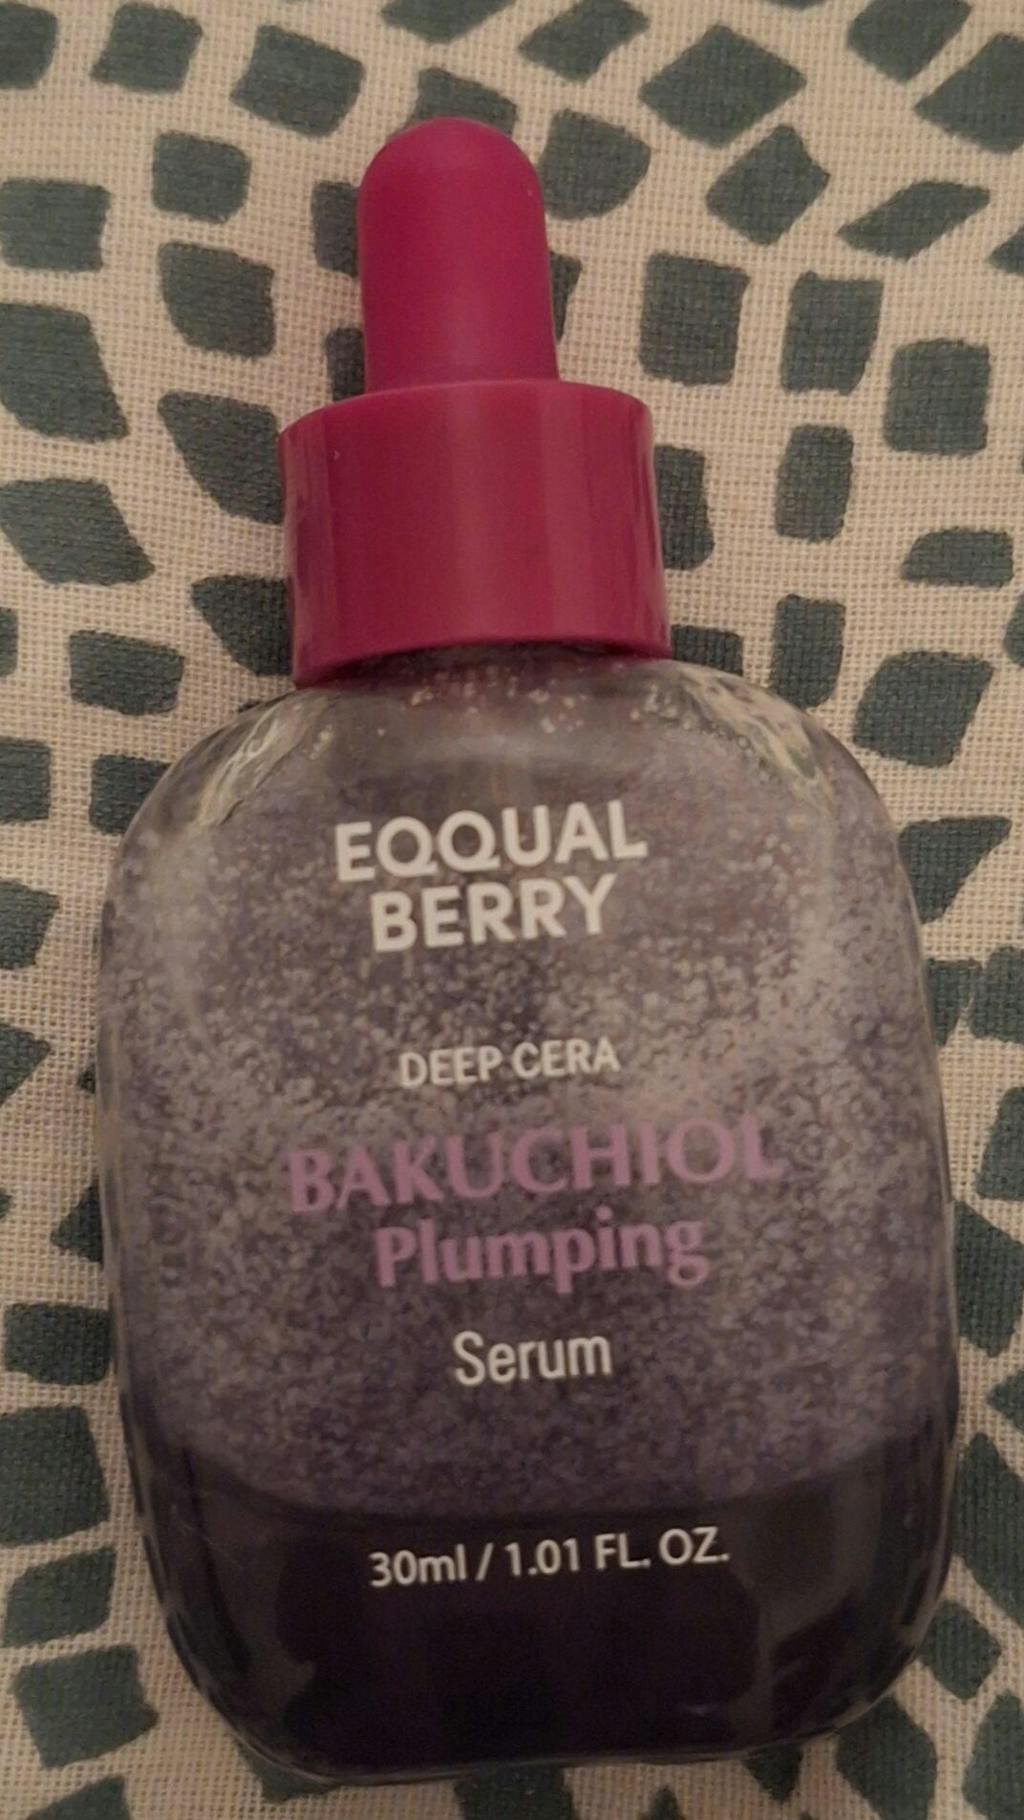 EQQUAL
BERRY
DEEP CERA
BAKUCHIOL
Plumping
Serum
30ml / 1.01 FL. OZ.